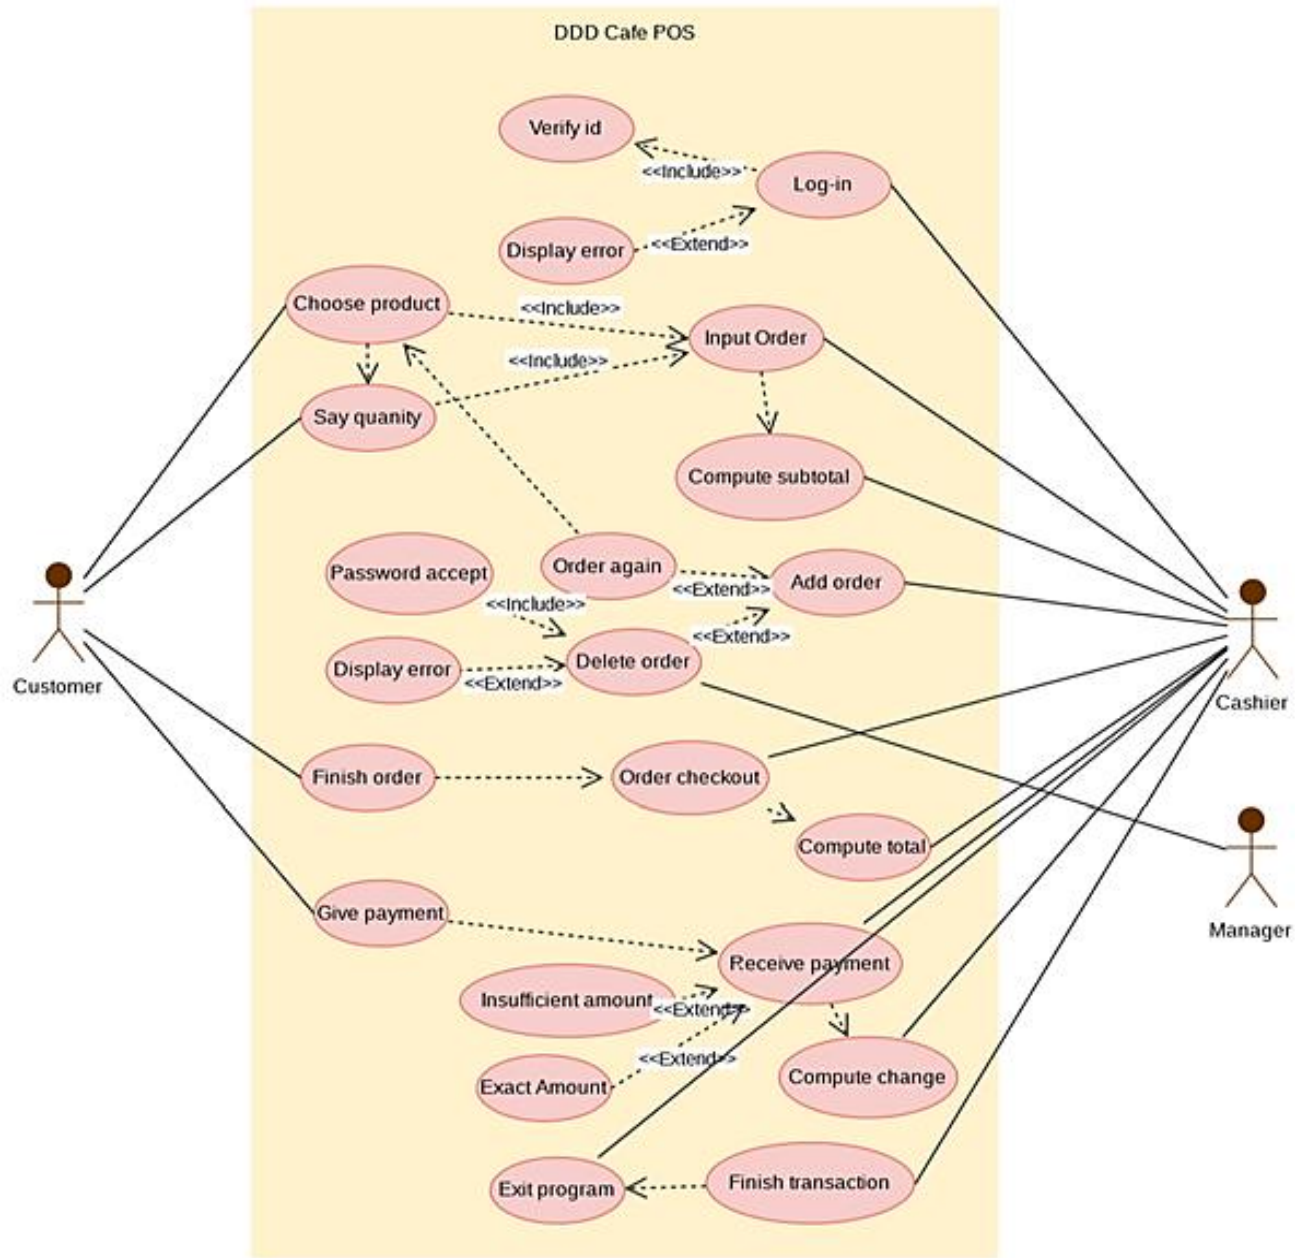 DDD Cafe POS
Verify id
<<Include>>
Log-in
Display error
<<Extend>>
Choose product
<<Include>>
Input Order
<<Include>>
Say quanity
Compute subtotal
Password accept
Order again
<<Extend>>
Add order
<<Include>>
<<Extend>>
Display error
<<Extend>>
Delete order
Customer
Cashier
Finish order
Order checkout
Compute total
Manager
Give payment
Receive payment
Insufficient amount
<<Extend>>
<<Extend>>
Exact Amount
Compute change
Exit program
Finish transaction